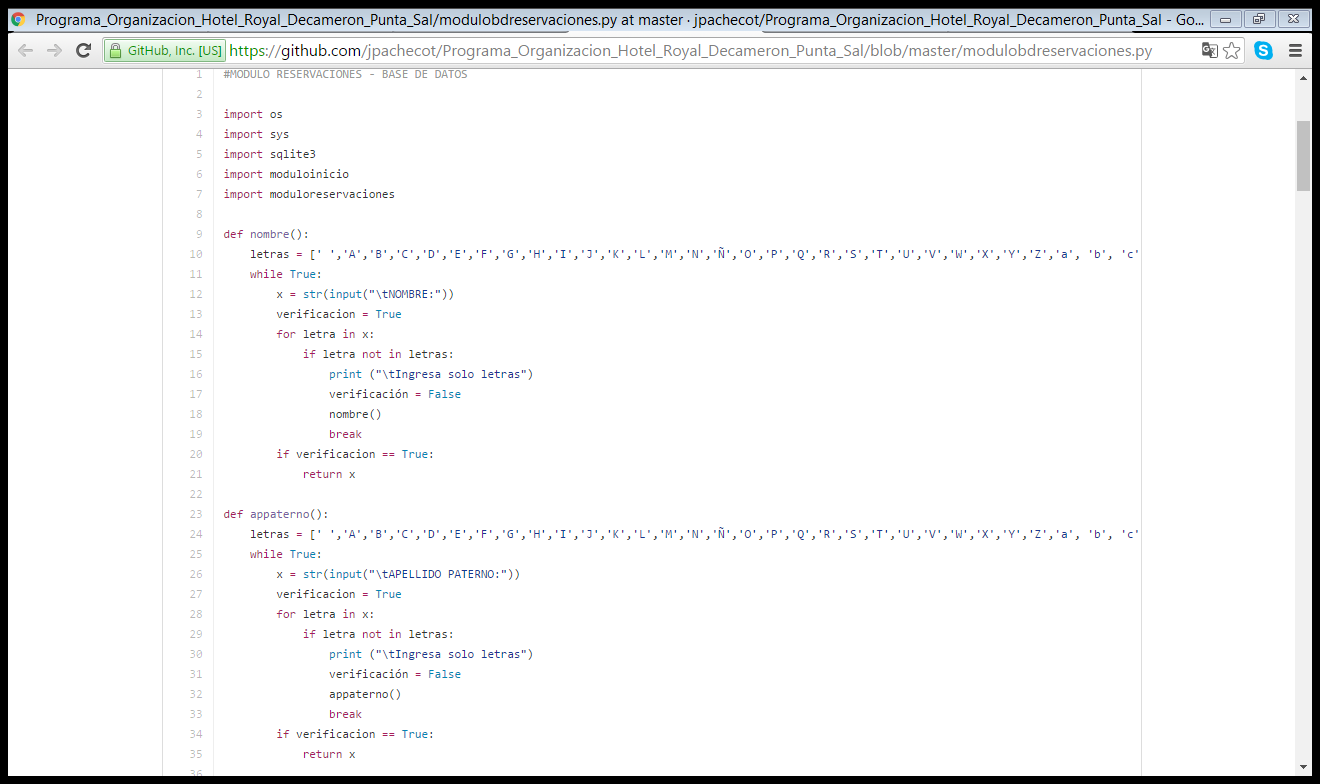 Programa_Organizacion_Hotel_Royal_Decameron_Punta_Sal/modulobdreservaciones.py at master · jpachecot/Programa_Organizacion_Hotel_Royal_Decameron_Punta_Sal - Go...
GitHub, Inc. [US] https://github.com/jpachecot/Programa_Organizacion_Hotel_Royal_Decameron_Punta_Sal/blob/master/modulobdreservaciones.py
1 #MODULO RESERVACIONES - BASE DE DATOS
2
3 import os
4 import sys
5 import sqlite3
6 import moduloinicio
7 import moduloreservaciones
8
9 def nombre():
10 letras = [' ','A','B','C','D','E','F','G','H','I','J','K','L','M','N','Ñ','O','P','Q','R','S','T','U','V','W','X','Y','Z','a', 'b', 'c'
11 while True:
12 x = str(input("\tNOMBRE:"))
13 verificacion = True
14 for letra in x:
15 if letra not in letras:
16 print ("\tIngresa solo letras")
17 verificación = False
18 nombre()
19 break
20 if verificacion == True:
21 return x
22
23 def appaterno():
24 letras = [' ','A','B','C','D','E','F','G','H','I','J','K','L','M','N','Ñ','O','P','Q','R','S','T','U','V','W','X','Y','Z','a', 'b', 'c'
25 while True:
26 x = str(input("\tAPELLIDO PATERNO:"))
27 verificacion = True
28 for letra in x:
29 if letra not in letras:
30 print ("\tIngresa solo letras")
31 verificación = False
32 appaterno()
33 break
34 if verificacion == True:
35 return x
36